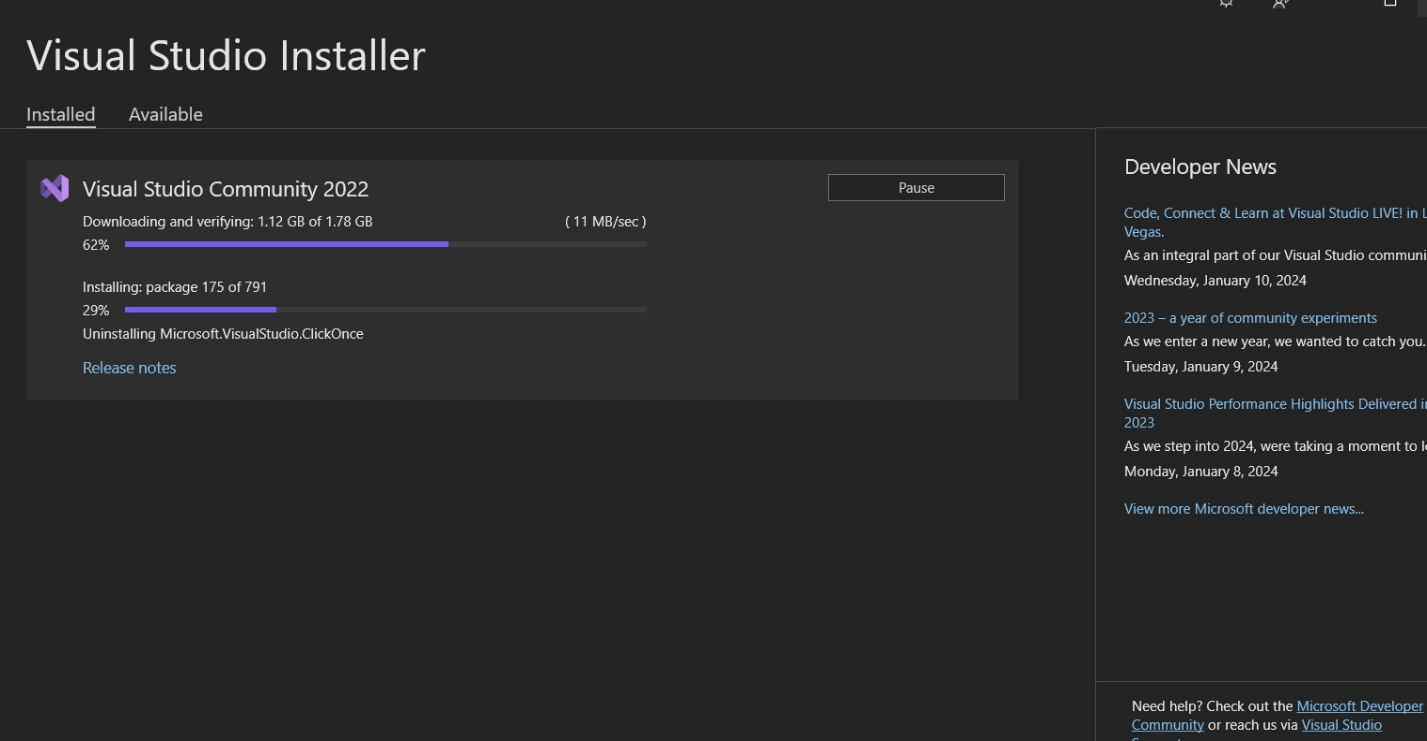 Visual Studio Installer
Installed Available
Visual Studio Community 2022
Pause
Downloading and verifying: 1.12 GB of 1.78 GB
( 11 MB/sec )
62%
Installing: package 175 of 791
29%
Uninstalling Microsoft.VisualStudio.ClickOnce
Release notes
Developer News
Code, Connect & Learn at Visual Studio LIVE! in
Vegas.
As an integral part of our Visual Studio
Wednesday, January 10, 2024
2023 – a year of community experiments
As we enter a new year, we wanted to catch you...
Tuesday, January 9, 2024
Visual Studio Performance Highlights Delivered
2023
As we step into 2024, were taking a moment to
Monday, January 8, 2024
View more Microsoft developer news...
Need help? Check out the Microsoft Developer
Community or reach us via Visual Studio